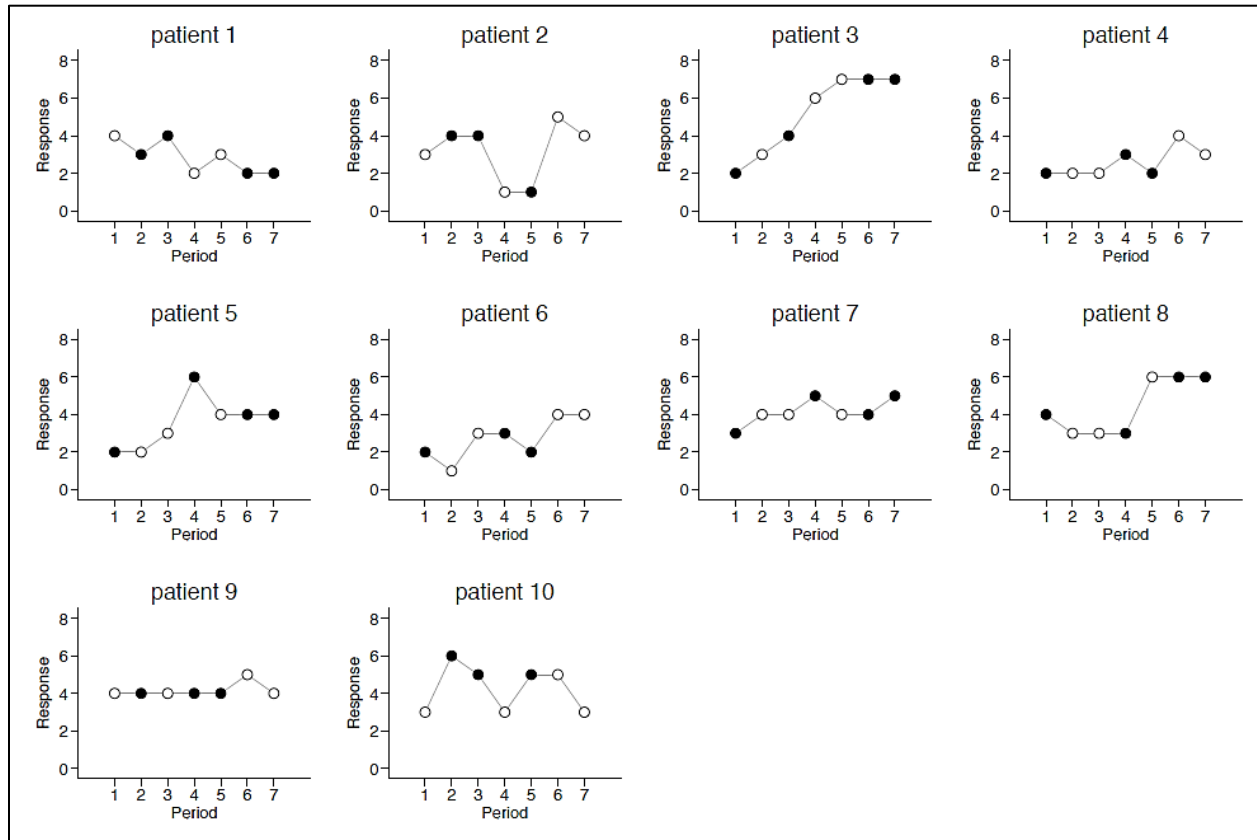 patient 1
8
6
4
2
0
Response
1 2 3 4 5 6 7
Period
patient 2
8
6
4
2
0
Response
1 2 3 4 5 6 7
Period
patient 3
8
6
4
2
0
Response
1 2 3 4 5 6 7
Period
patient 4
8
6
4
2
0
Response
1 2 3 4 5 6 7
Period
patient 5
8
6
4
2
0
Response
1 2 3 4 5 6 7
Period
patient 6
8
6
4
2
0
Response
1 2 3 4 5 6 7
Period
patient 7
8
6
4
2
0
Response
1 2 3 4 5 6 7
Period
patient 8
8
6
4
2
0
Response
1 2 3 4 5 6 7
Period
patient 9
8
6
4
2
0
Response
1 2 3 4 5 6 7
Period
patient 10
8
6
4
2
0
Response
1 2 3 4 5 6 7
Period